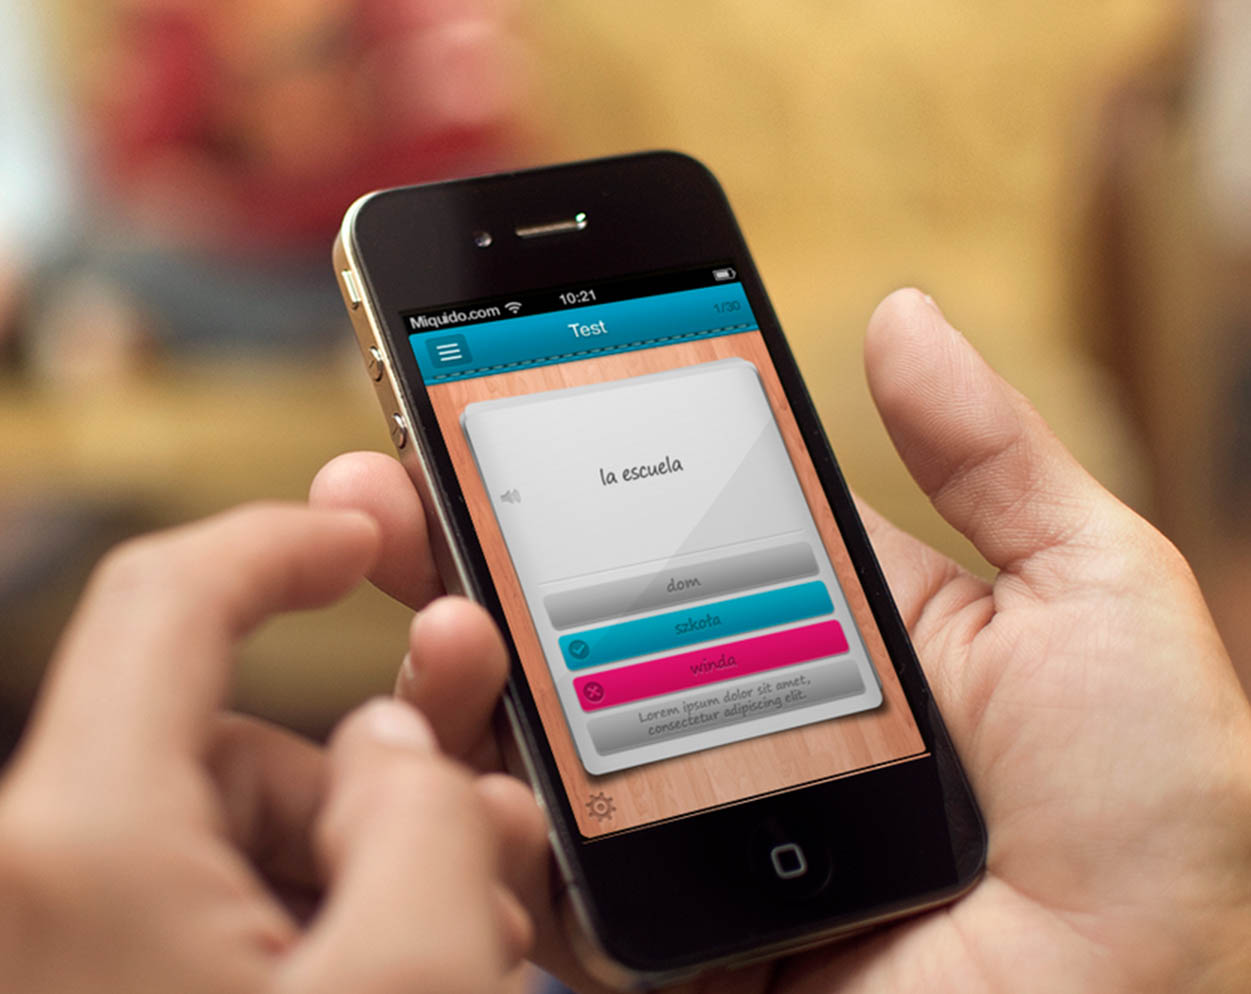 Miquido.com 10:21
Test 1/30
la escuela
dom
szkoła
winda
Lorem ipsum dolor sit amet,
consectetur adipiscing elit.